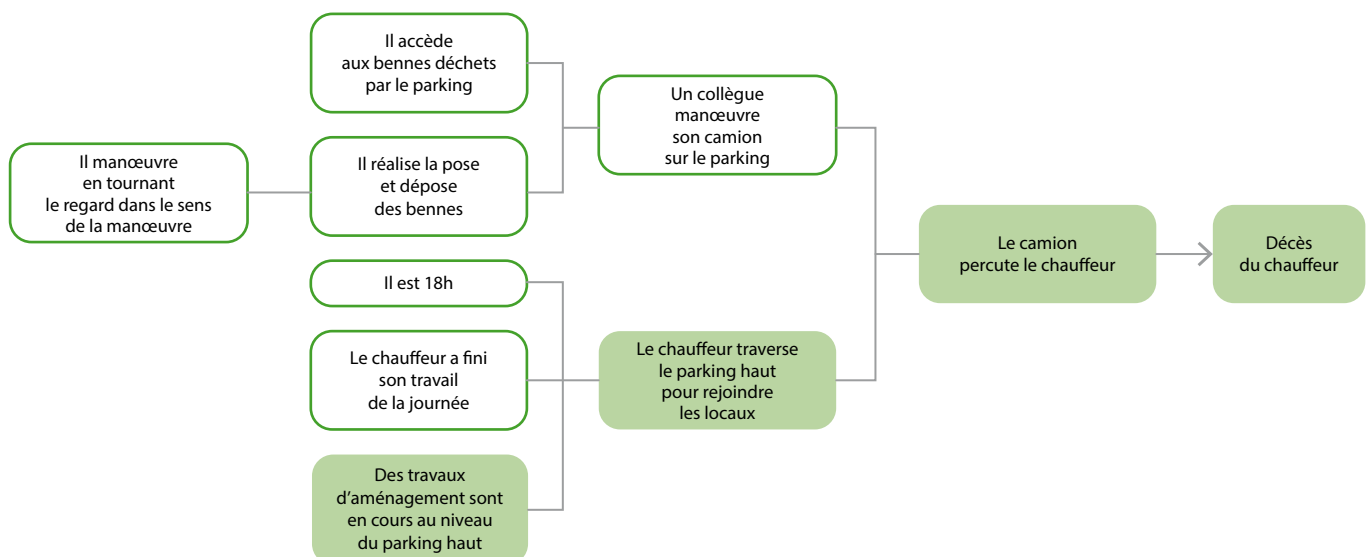 Il accède
aux bennes déchets
par le parking
Un collègue
manœuvre
son camion
sur le parking
Il manœuvre
en tournant
le regard dans le sens
de la manœuvre
Il réalise la pose
et dépose
des bennes
Le camion
percute le chauffeur
Décès
du chauffeur
Il est 18h
Le chauffeur a fini
son travail
de la journée
Le chauffeur traverse
le parking haut
pour rejoindre
les locaux
Des travaux
d’aménagement sont
en cours au niveau
du parking haut